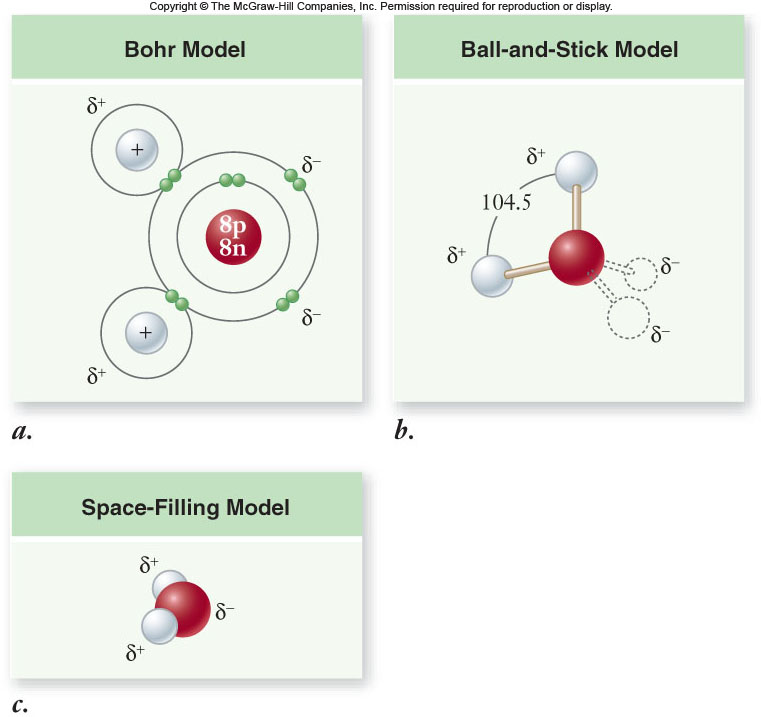 Copyright © The McGraw-Hill Companies, Inc. Permission required for reproduction or display.
Bohr Model
δ+
+
δ–
8p
8n
+
δ–
δ+
a.
Ball-and-Stick Model
δ+
104.5
δ+
δ–
δ–
b.
Space-Filling Model
δ+
δ–
δ+
c.